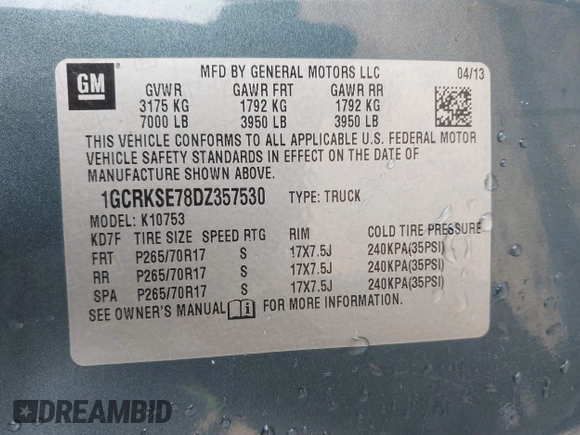 GM
MFD BY GENERAL MOTORS LLC 04/13
GVWR GAWR FRT GAWR RR
3175 KG 1792 KG 1792 KG
7000 LB 3950 LB 3950 LB
THIS VEHICLE CONFORMS TO ALL APPLICABLE U.S. FEDERAL MOTOR
VEHICLE SAFETY STANDARDS IN EFFECT ON THE DATE OF
MANUFACTURE SHOWN ABOVE.
1GCRKSE78DZ357530 TYPE: TRUCK
MODEL: K10753
KD7F TIRE SIZE SPEED RTG RIM COLD TIRE PRESSURE
FRT P265/70R17 S 17X7.5J 240KPA(35PSI)
RR P265/70R17 S 17X7.5J 240KPA(35PSI)
SPA P265/70R17 S 17X7.5J 240KPA(35PSI)
SEE OWNER'S MANUAL FOR MORE INFORMATION.
DREAMBID